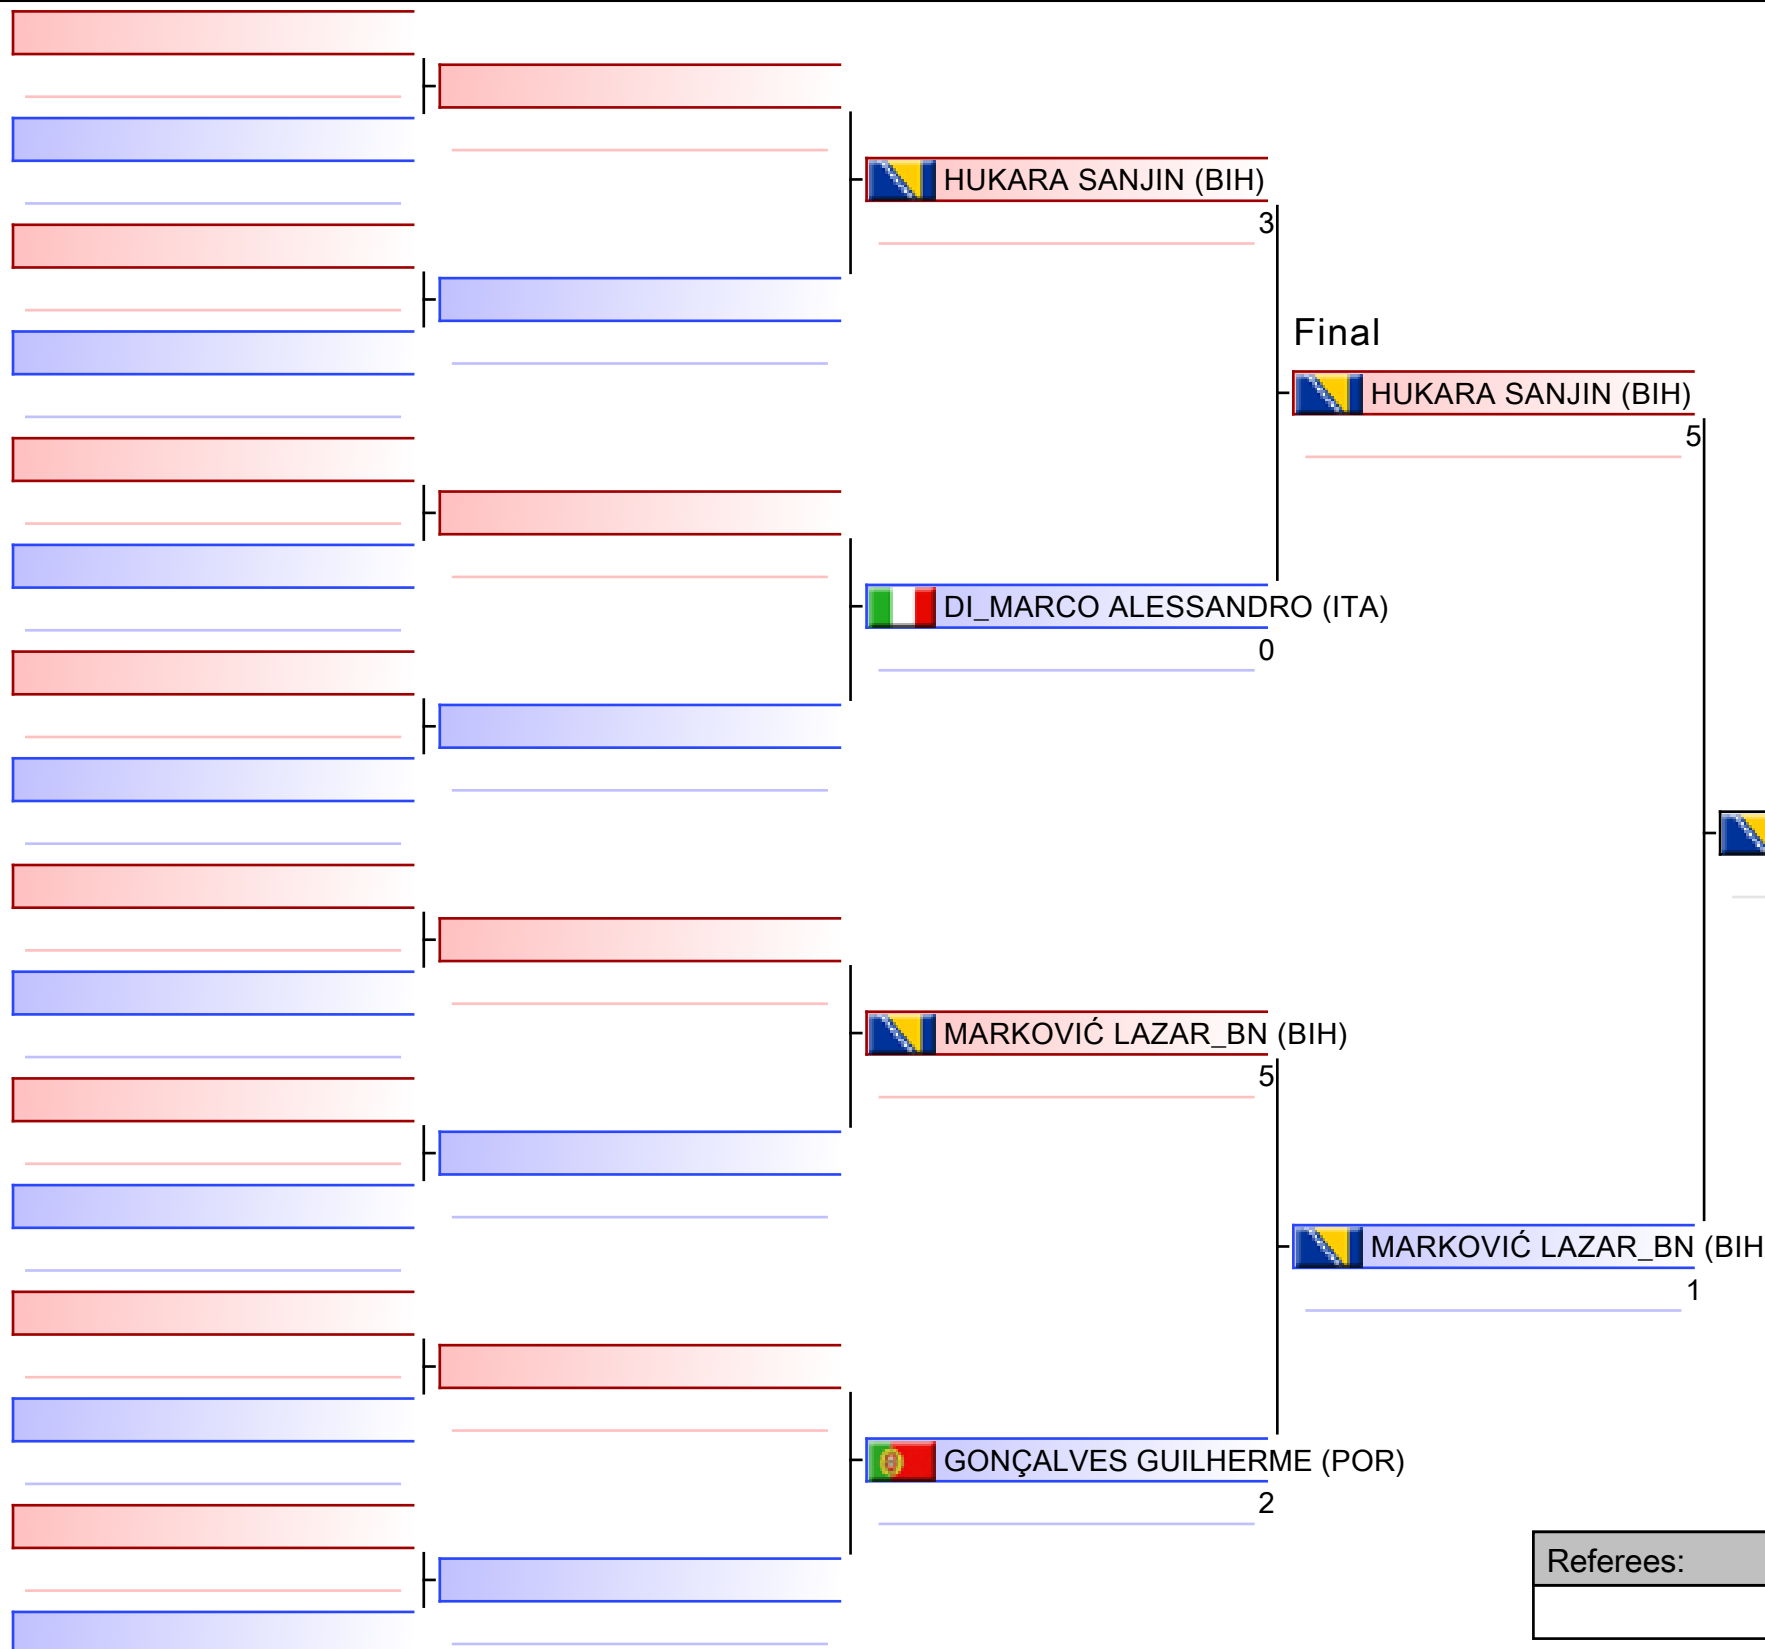 HUKARA SANJIN (BIH)
3
Final
HUKARA SANJIN (BIH)
5
DI_MARCO ALESSANDRO (ITA)
0
MARKOVIĆ LAZAR_BN (BIH)
5
MARKOVIĆ LAZAR_BN (BIH
1
GONÇALVES GUILHERME (POR)
2
Referees: